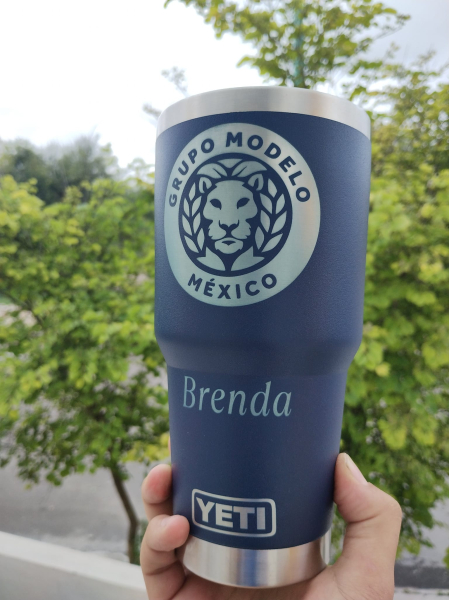 GRUPO MODELO
MÉXICO
Brenda
YETI